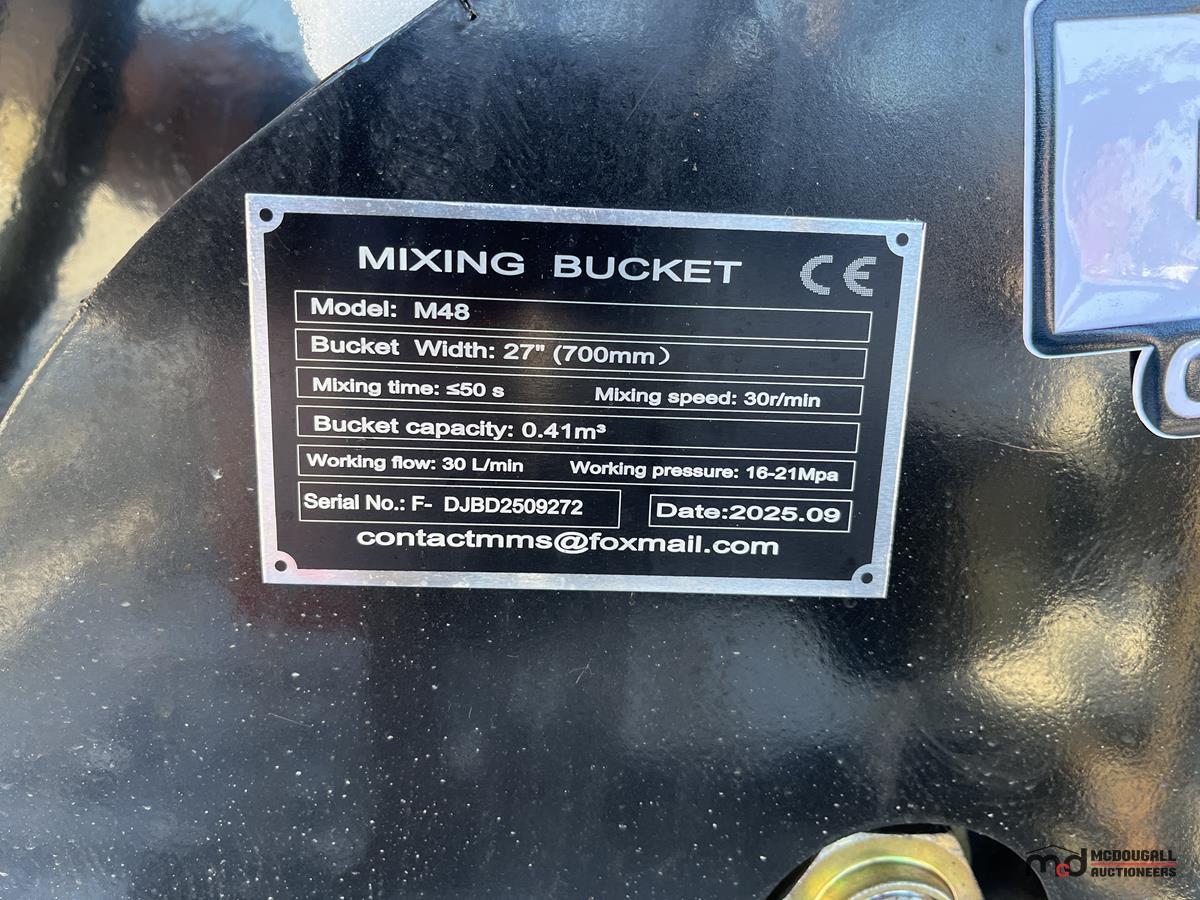 MIXING BUCKET CE
Model: M48
Bucket Width: 27" (700mm)
Mixing time: ≤50 s Mixing speed: 30r/min
Bucket capacity: 0.41m³
Working flow: 30 L/min Working pressure: 16-21Mpa
Serial No.: F- DJBD2509272 Date:2025.09
contactmms@foxmail.com
mcd MCDOUGALL
AUCTIONEERS